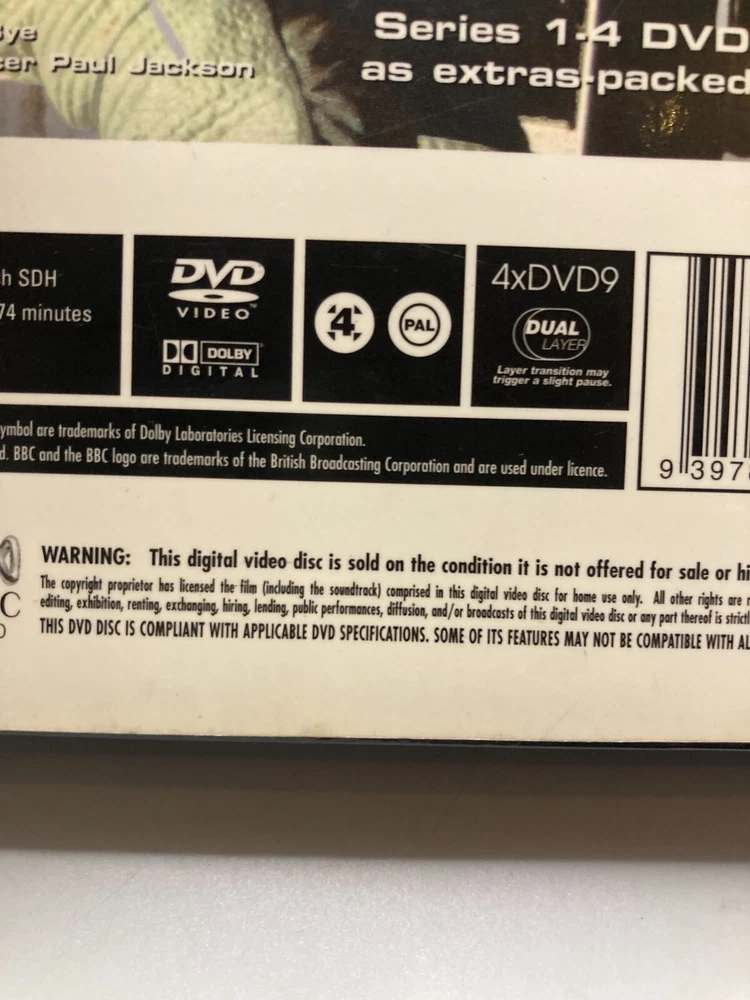 Series 1-4 DVD
Paul Jackson
as extras-packed
SDH
74 minutes
DVD
VIDEO™
DOLBY
DIGITAL
4
PAL
4xDVD9
DUAL
LAYER
Layer transition may
trigger a slight pause.
are trademarks of Dolby Laboratories Licensing Corporation.
BBC and the BBC logo are trademarks of the British Broadcasting Corporation and are used under licence.
9 397
WARNING: This digital video disc is sold on the condition it is not offered for sale or
The copyright proprietor has licensed the film (including the soundtrack) comprised in this digital video disc for home use only. All other rights are
editing, exhibition, renting, exchanging, hiring, lending, public performances, diffusion, and/or broadcasts of this digital video disc or any part thereof is
THIS DVD DISC IS COMPLIANT WITH APPLICABLE DVD SPECIFICATIONS. SOME OF ITS FEATURES MAY NOT BE COMPATIBLE WITH